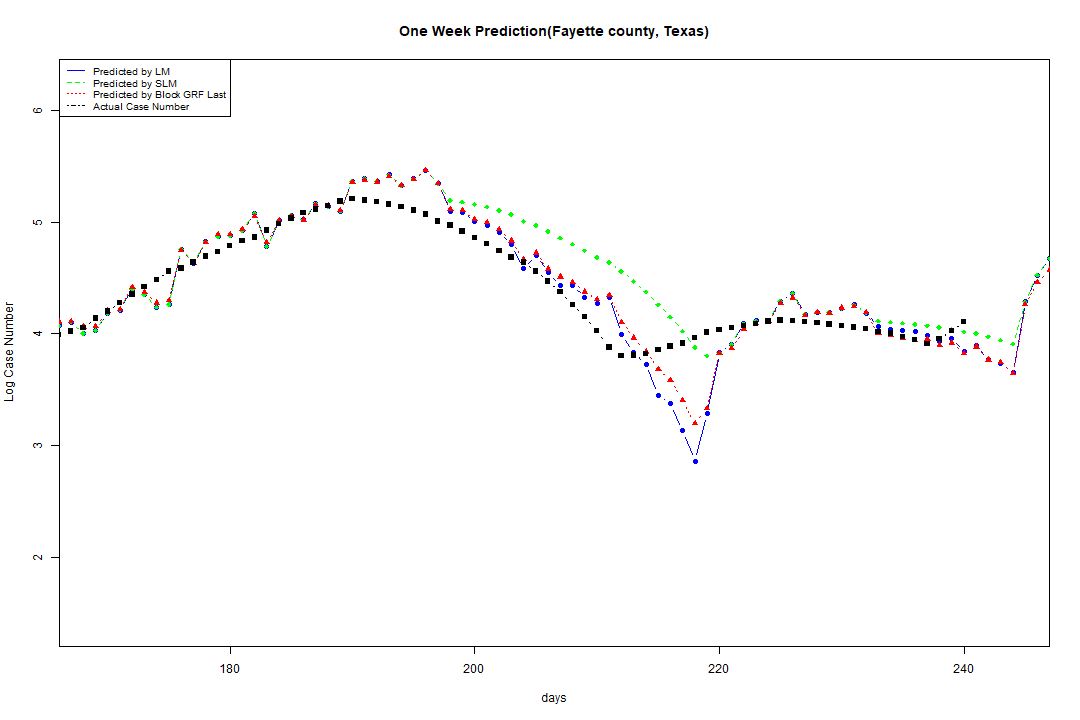 One Week Prediction(Fayette county, Texas)
Predicted by LM
Predicted by SLM
Predicted by Block GRF Last
Actual Case Number
6
5
4
3
2
Log Case Number
180 200 220 240
days